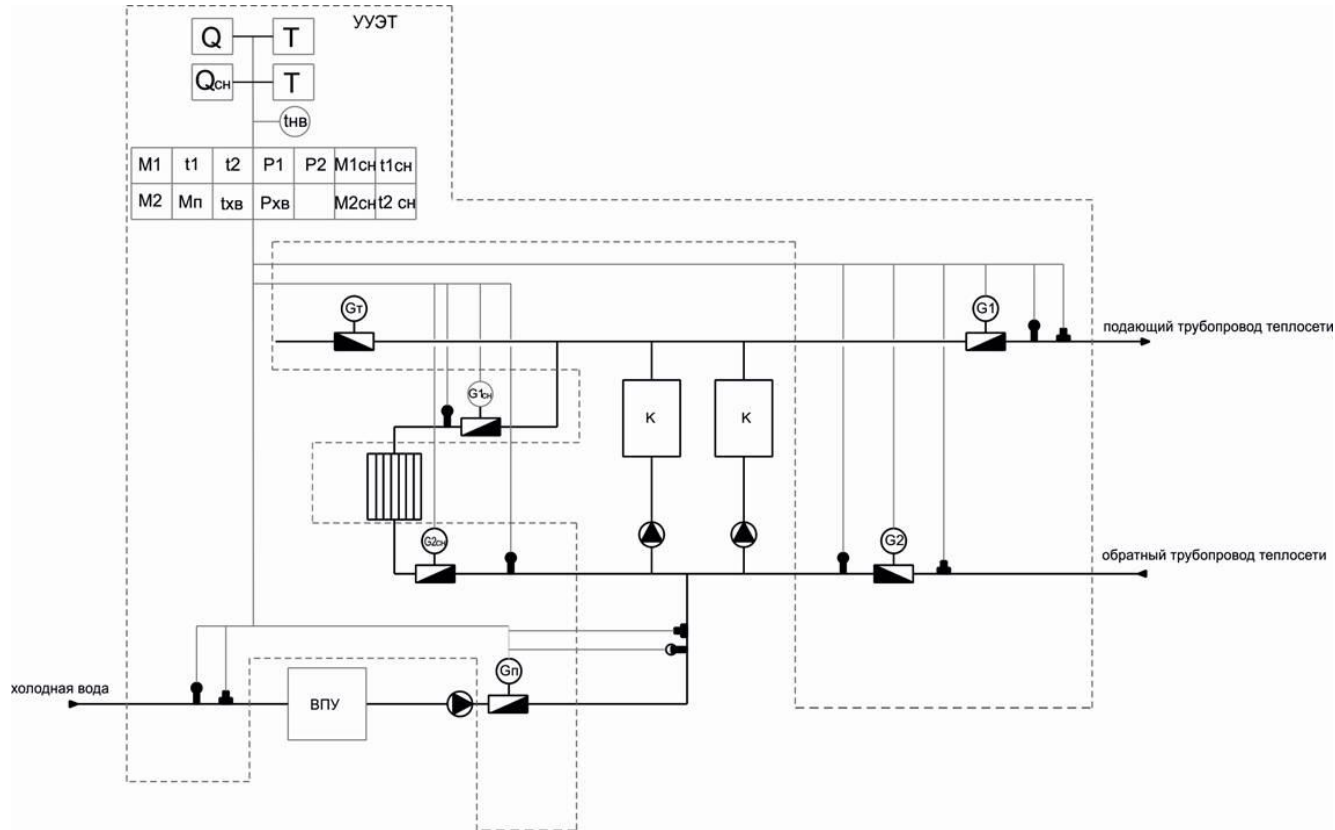 УУЭТ
Q T
Qсн T
tнв
M1 t1 t2 P1 P2 M1сн t1сн
M2 Mп tхв Pхв M2сн t2 сн
Gт
G1
подающий трубопровод теплосети
G1сн
К К
G2сн
G2
обратный трубопровод теплосети
Gп
холодная вода
ВПУ